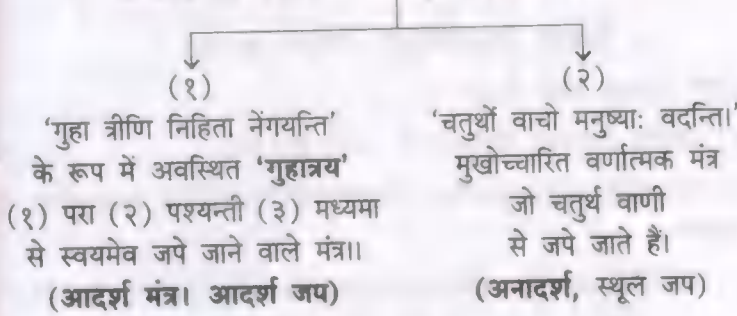 (१)
'गुहा त्रीणि निहिता नेंगयन्ति'
के रूप में अवस्थित 'गुहात्रय'
(१) परा (२) पश्यन्ती (३) मध्यमा
से स्वयमेव जपे जाने वाले मंत्र॥
(आदर्श मंत्र। आदर्श जप)
(२)
'चतुर्थो वाचो मनुष्याः वदन्ति।'
मुखोच्चारित वर्णात्मक मंत्र
जो चतुर्थ वाणी
से जपे जाते हैं।
(अनादर्श, स्थूल जप)